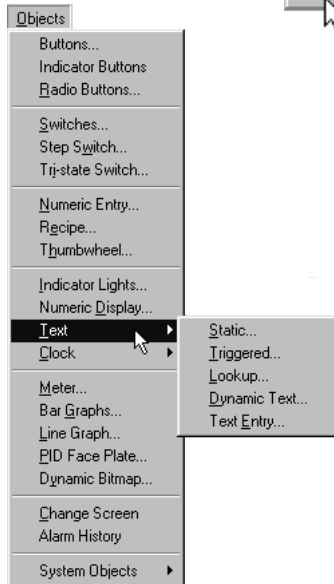 Objects
Buttons...
Indicator Buttons
Radio Buttons...
Switches...
Step Switch...
Tri-state Switch...
Numeric Entry...
Recipe...
Thumbwheel...
Indicator Lights...
Numeric Display...
Text
Clock
Static...
Triggered...
Lookup...
Dynamic Text...
Text Entry...
Meter...
Bar Graphs...
Line Graph...
PID Face Plate...
Dynamic Bitmap...
Change Screen
Alarm History
System Objects